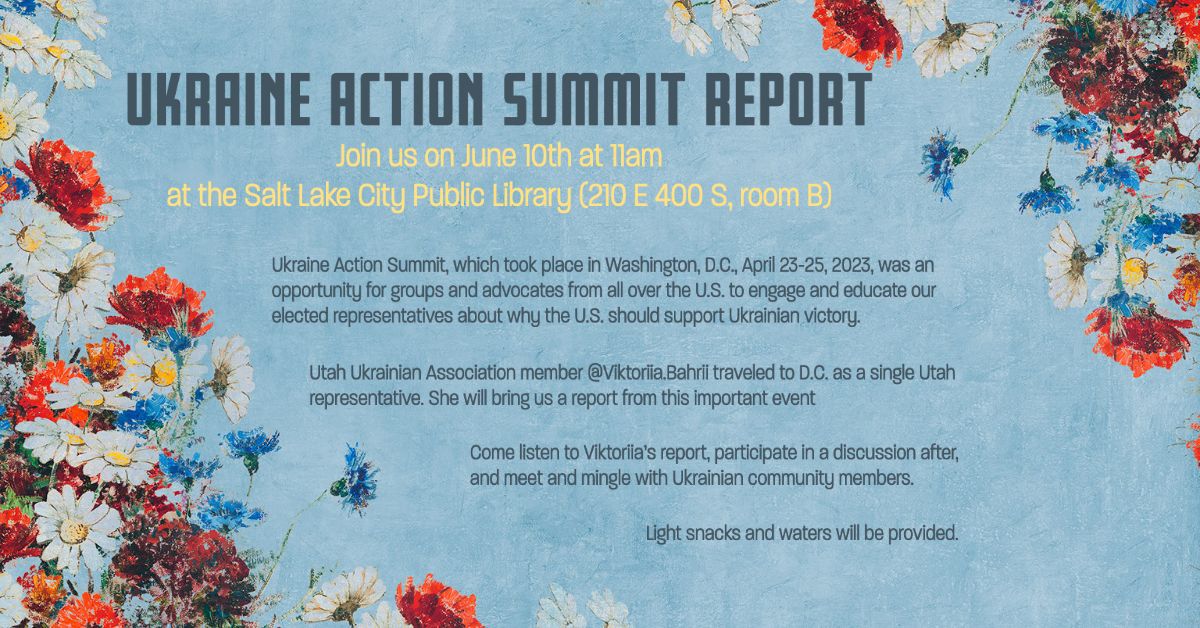 UKRAINE ACTION SUMMIT REPORT
Join us on June 10th at 11am
at the Salt Lake City Public Library (210 E 400 S, room B)
Ukraine Action Summit, which took place in Washington, D.C., April 23-25, 2023, was an
opportunity for groups and advocates from all over the U.S. to engage and educate our
elected representatives about why the U.S. should support Ukrainian victory.
Utah Ukrainian Association member @Viktoriia.Bahrii traveled to D.C. as a single Utah
representative. She will bring us a report from this important event
Come listen to Viktoriia's report, participate in a discussion after,
and meet and mingle with Ukrainian community members.
Light snacks and waters will be provided.